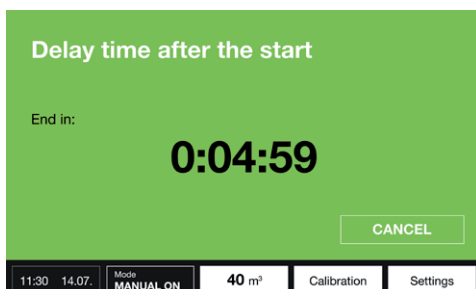 Delay time after the start
End in:
0:04:59
CANCEL
11:30 14.07.
Mode
MANUAL ON
40 m³
Calibration
Settings